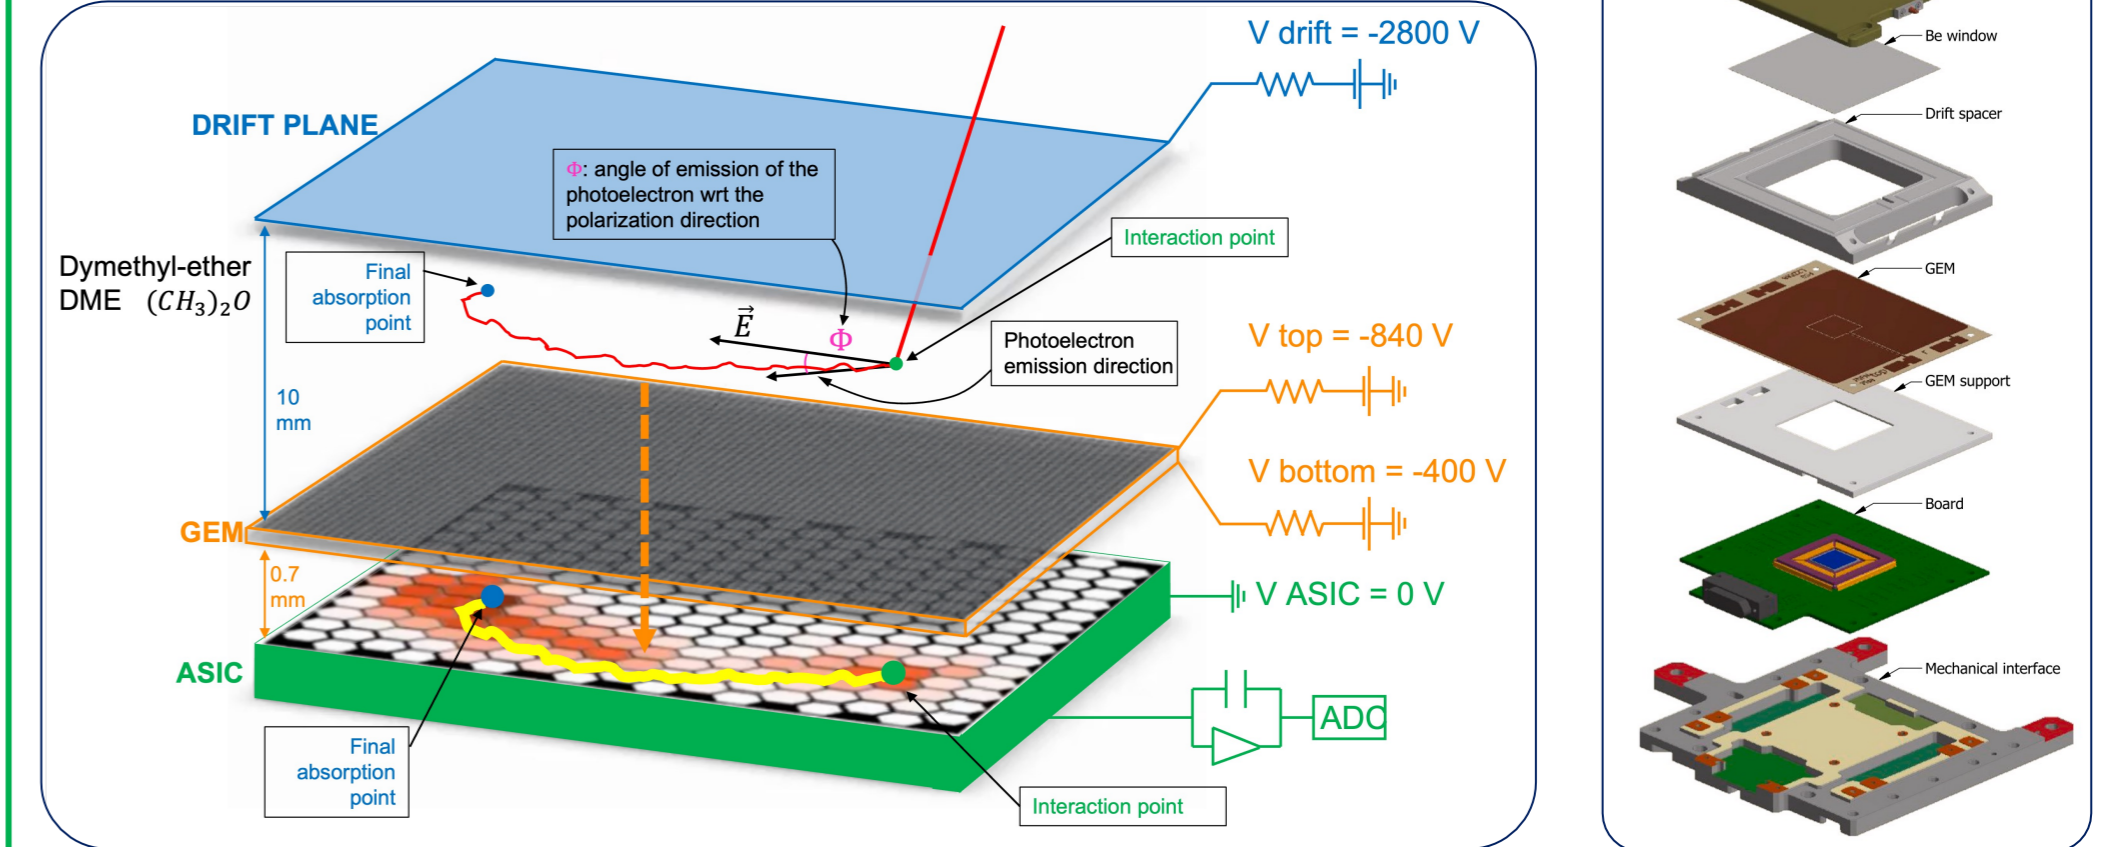 V drift = -2800 V
DRIFT PLANE
Φ: angle of emission of the
photoelectron wrt the
polarization direction
Interaction point
Dymethyl-ether
DME (CH₃)₂O
Final
absorption
point
E⃗
Φ
Photoelectron
emission direction
V top = -840 V
10
mm
V bottom = -400 V
GEM
0.7
mm
V ASIC = 0 V
ASIC
ADC
Final
absorption
point
Interaction point
Be window
Drift spacer
GEM
GEM support
Board
Mechanical interface